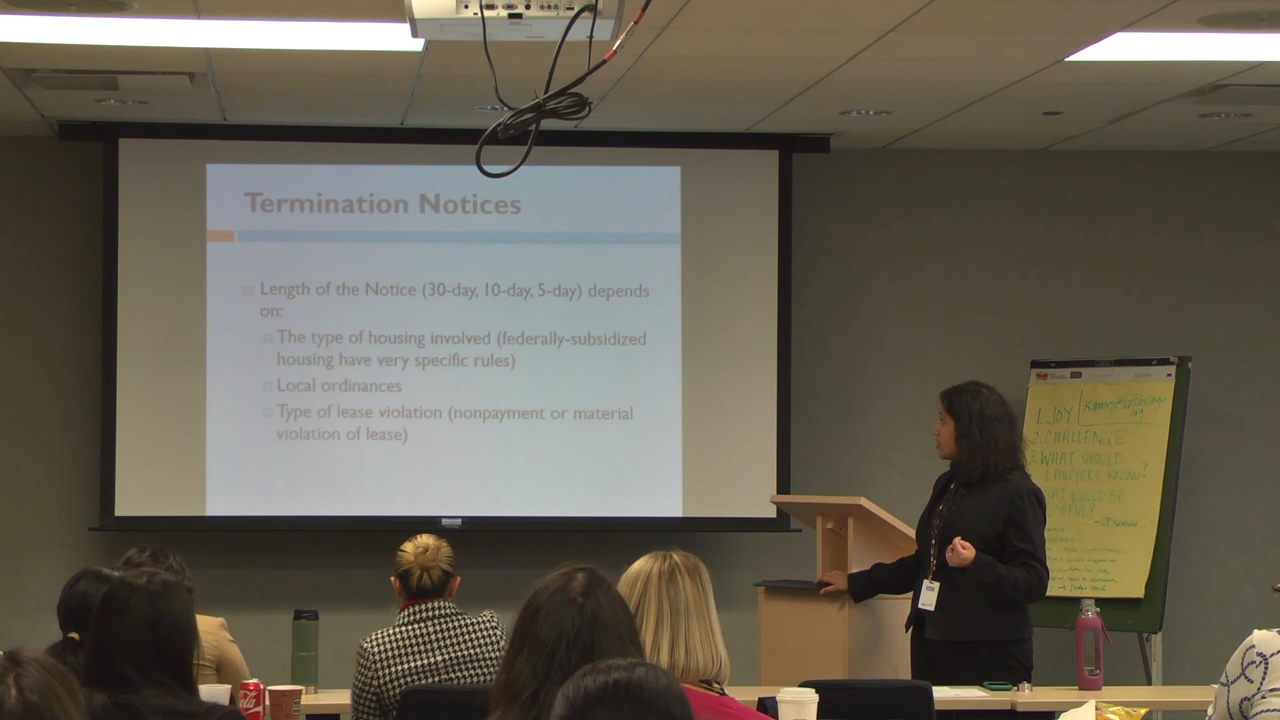 Termination Notices
Length of the Notice (30-day, 10-day, 5-day) depends
on:
The type of housing involved (federally-subsidized
housing have very specific rules)
Local ordinances
Type of lease violation (nonpayment or material
violation of lease)
1. JOY
2. CHALLENGE
3. WHAT SHOULD
LAWYERS KNOW?
WOULD BE